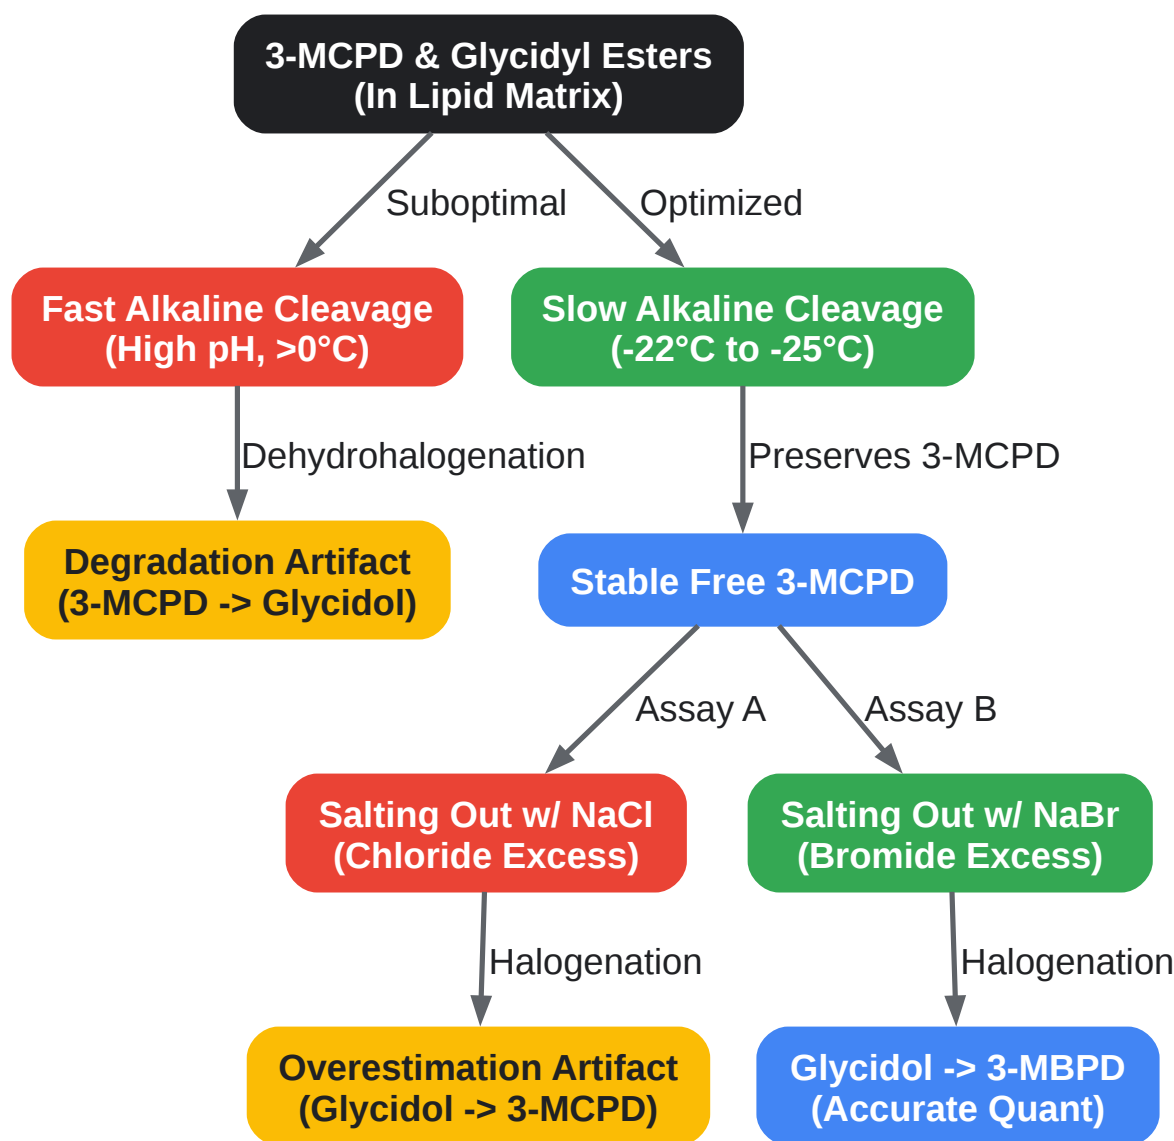 3-MCPD & Glycidyl Esters
(In Lipid Matrix)
Suboptimal
Optimized
Fast Alkaline Cleavage
(High pH, >0°C)
Slow Alkaline Cleavage
(-22°C to -25°C)
Dehydrohalogenation
Preserves 3-MCPD
Degradation Artifact
(3-MCPD -> Glycidol)
Stable Free 3-MCPD
Assay A
Assay B
Salting Out w/ NaCl
(Chloride Excess)
Salting Out w/ NaBr
(Bromide Excess)
Halogenation
Halogenation
Overestimation Artifact
(Glycidol -> 3-MCPD)
Glycidol -> 3-MBPD
(Accurate Quant)